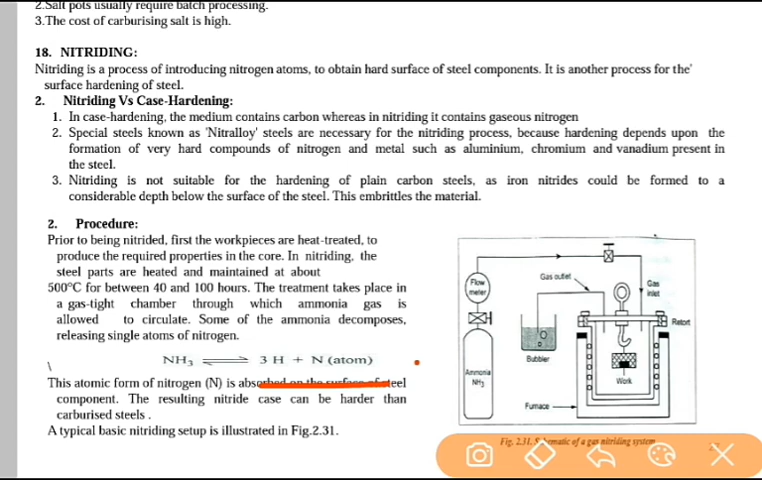 2.Salt pots usually require batch processing.
3.The cost of carburising salt is high.
18. NITRIDING:
Nitriding is a process of introducing nitrogen atoms, to obtain hard surface of steel components. It is another process for the'
surface hardening of steel.
2. Nitriding Vs Case-Hardening:
1. In case-hardening, the medium contains carbon whereas in nitriding it contains gaseous nitrogen
2. Special steels known as 'Nitralloy' steels are necessary for the nitriding process, because hardening depends upon the
formation of very hard compounds of nitrogen and metal such as aluminium, chromium and vanadium present in
the steel.
3. Nitriding is not suitable for the hardening of plain carbon steels, as iron nitrides could be formed to a
considerable depth below the surface of the steel. This embrittles the material.
2. Procedure:
Prior to being nitrided, first the workpieces are heat-treated, to
produce the required properties in the core. In nitriding, the
steel parts are heated and maintained at about
500°C for between 40 and 100 hours. The treatment takes place in
a gas-tight chamber through which ammonia gas is
allowed to circulate. Some of the ammonia decomposes,
releasing single atoms of nitrogen.
NH3 ⇌ 3 H + N (atom)
\
This atomic form of nitrogen (N) is absorbed on the surface of steel
component. The resulting nitride case can be harder than
carburised steels .
A typical basic nitriding setup is illustrated in Fig.2.31.
Flow
meter
Gas outlet
Gas
inlet
Retort
Bubbler
Ammonia
NH3
Work
Furnace
Fig. 2.31. Schematic of a gas nitriding system